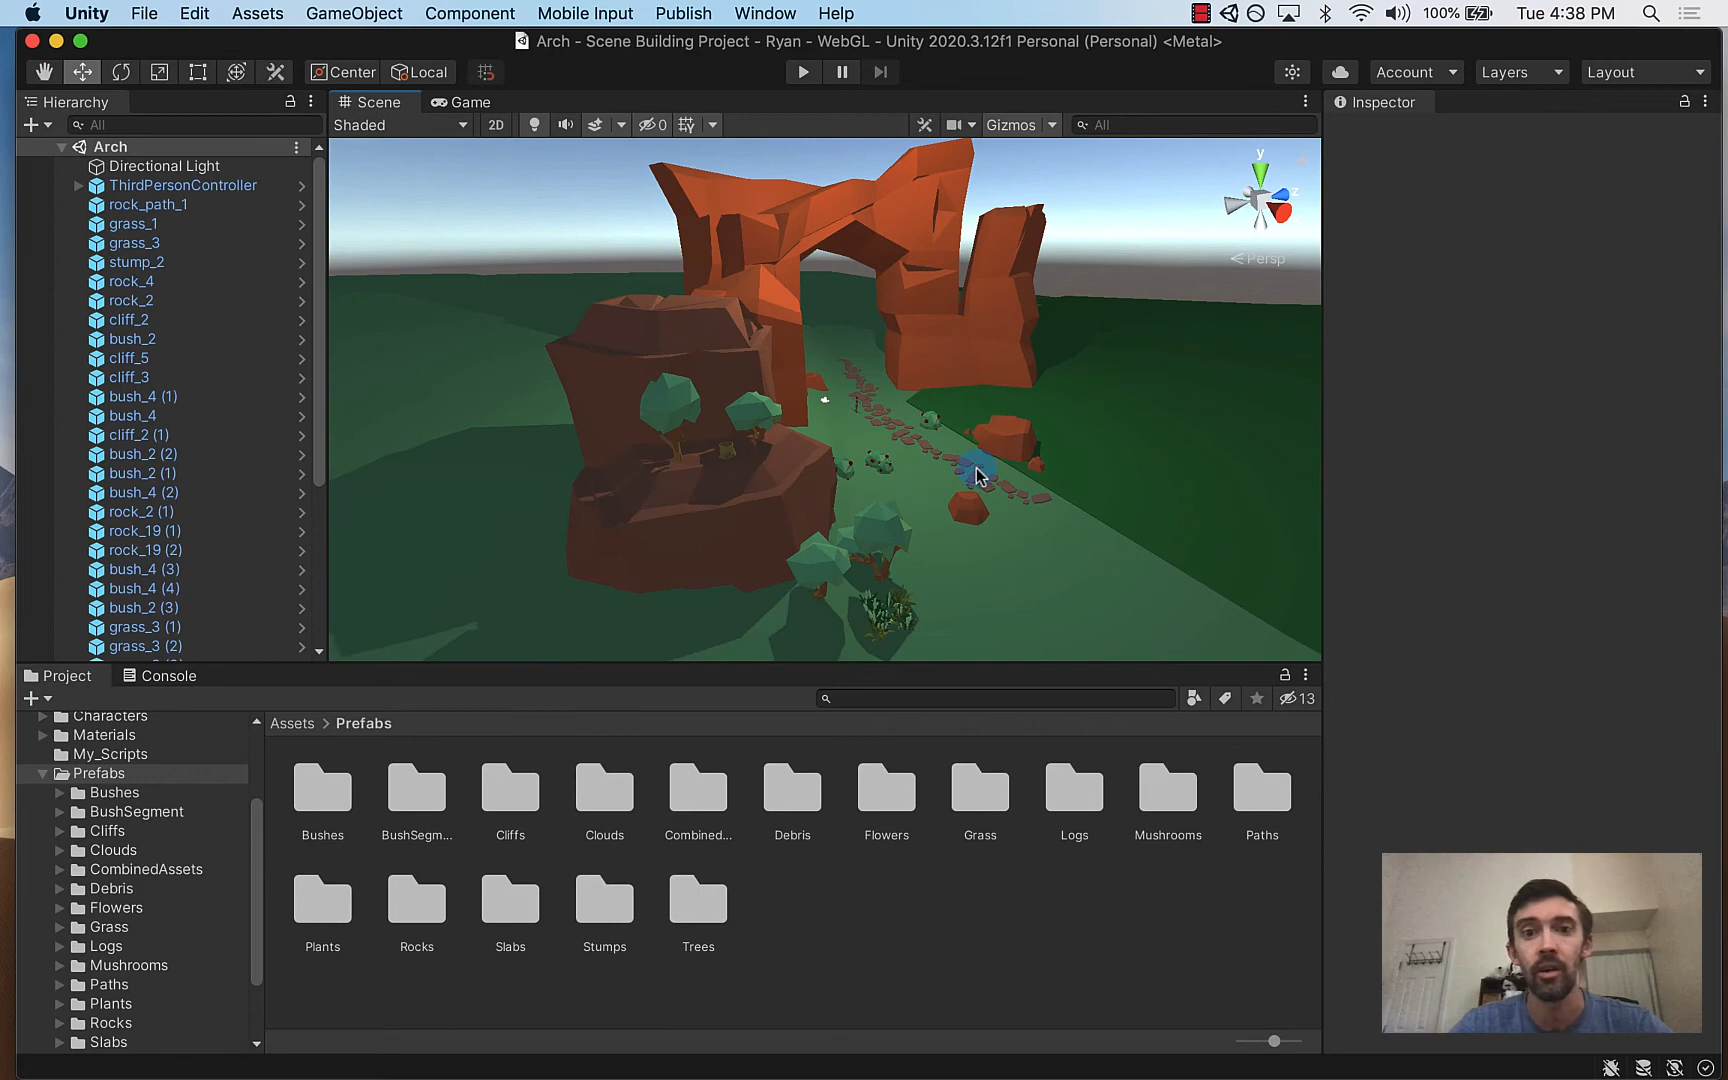 Unity File Edit Assets GameObject Component Mobile Input Publish Window Help 100% Tue 4:38 PM
Arch - Scene Building Project - Ryan - WebGL - Unity 2020.3.12f1 Personal (Personal) <Metal>
Center Local Account Layers Layout
Hierarchy Scene Game Inspector
All Shaded 2D 0 Gizmos All
Arch
Directional Light
ThirdPersonController
rock_path_1
grass_1
grass_3
stump_2
rock_4
rock_2
cliff_2
bush_2
cliff_5
cliff_3
bush_4 (1)
bush_4
cliff_2 (1)
bush_2 (2)
bush_2 (1)
bush_4 (2)
rock_2 (1)
rock_19 (1)
rock_19 (2)
bush_4 (3)
bush_4 (4)
bush_2 (3)
grass_3 (1)
grass_3 (2)
y
z
Persp
Project Console
13
Characters
Materials
My_Scripts
Prefabs
Bushes
BushSegment
Cliffs
Clouds
CombinedAssets
Debris
Flowers
Grass
Logs
Mushrooms
Paths
Plants
Rocks
Slabs
Assets > Prefabs
Bushes BushSegm... Cliffs Clouds Combined... Debris Flowers Grass Logs Mushrooms Paths
Plants Rocks Slabs Stumps Trees